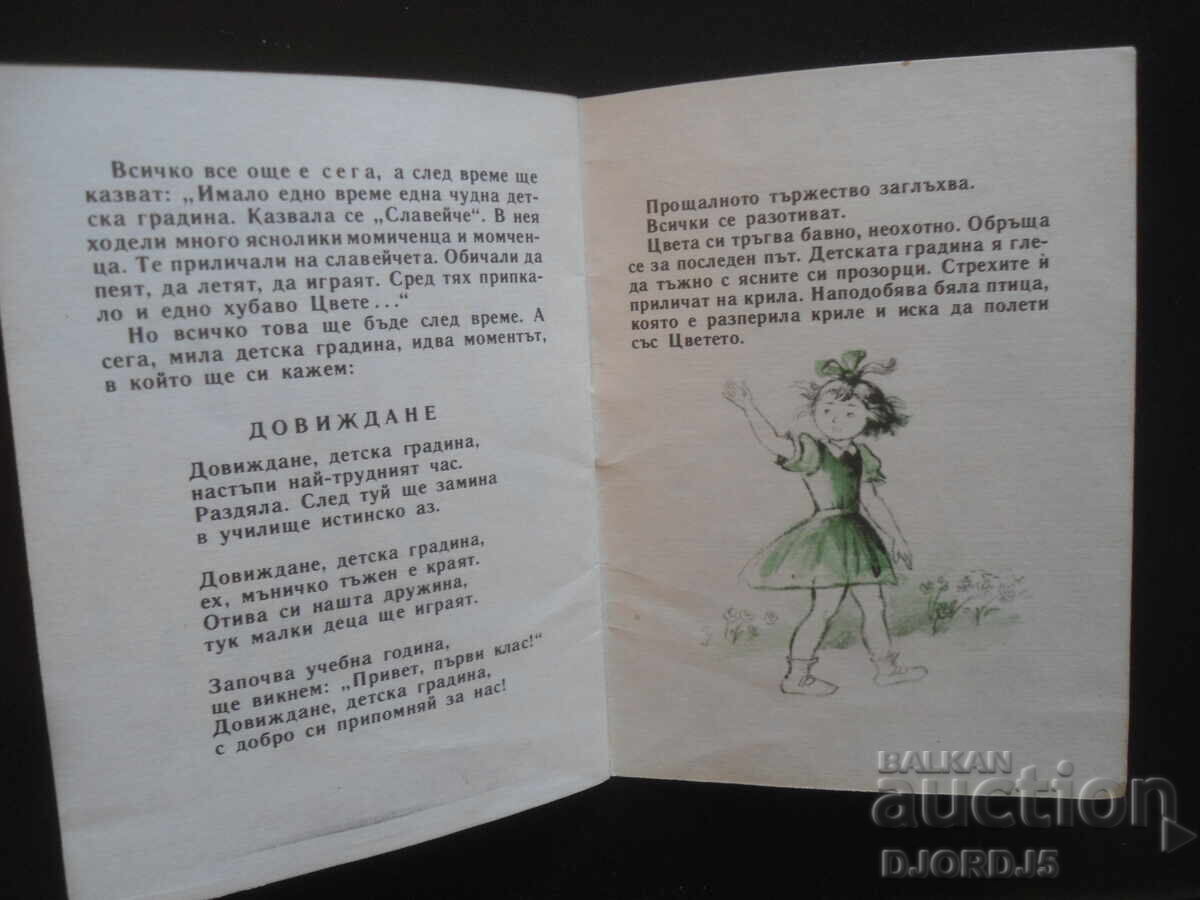 Всичко все още е сега, а след време ще
казват: „Имало едно време една чудна дет-
ска градина. Казвала се „Славейче“. В нея
ходели много яснолики момиченца и момчен-
ца. Те приличали на славейчета. Обичали да
пеят, да летят, да играят. Сред тях припка-
ло и едно хубаво Цвете...“
Но всичко това ще бъде след време. А
сега, мила детска градина, идва моментът,
в който ще си кажем:
ДОВИЖДАНЕ
Довиждане, детска градина,
настъпи най-трудният час.
Раздяла. След туй ще замина
в училище истинско аз.
Довиждане, детска градина,
ех, мъничко тъжен е краят.
Отива си нашта дружина,
тук малки деца ще играят.
Започва учебна година,
ще викнем: „Привет, първи клас!“
Довиждане, детска градина,
с добро си припомняй за нас!
Прощалното тържество заглъхва.
Всички се разотиват.
Цвета си тръгва бавно, неохотно. Обръща
се за последен път. Детската градина я гле-
да тъжно с ясните си прозорци. Стрехите ѝ
приличат на крила. Наподобява бяла птица,
която е разперила криле и иска да полети
със Цветето.
BALKAN
auction
DJORDJ5